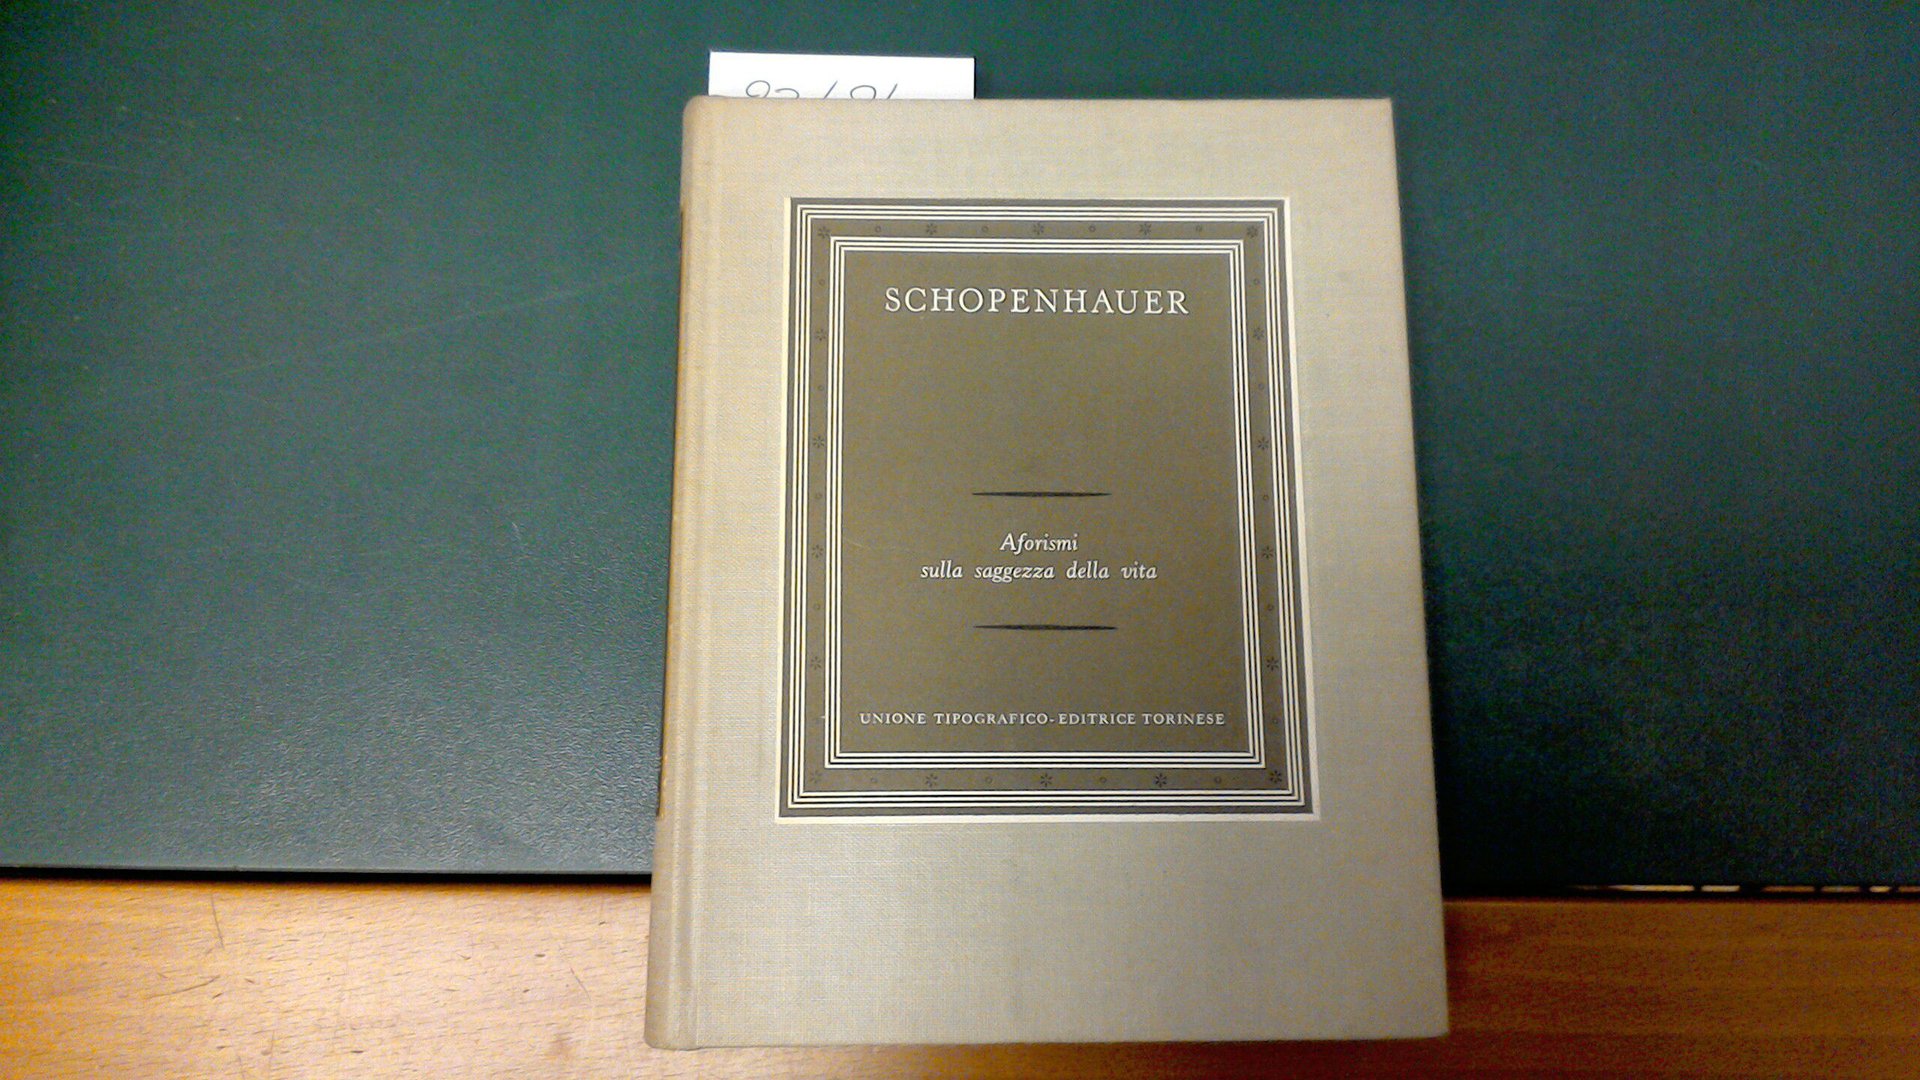 SCHOPENHAUER
Aforismi
sulla saggezza della vita
UNIONE TIPOGRAFICO-EDITRICE TORINESE